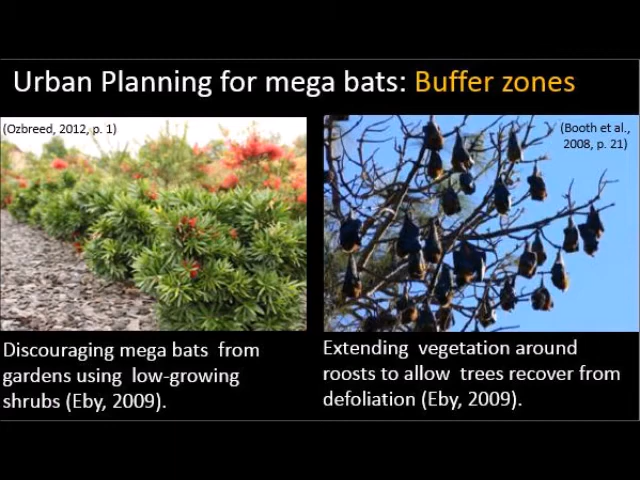 Urban Planning for mega bats: Buffer zones
(Ozbreed, 2012, p. 1)
(Booth et al.,
2008, p. 21)
Discouraging mega bats from
gardens using low-growing
shrubs (Eby, 2009).
Extending vegetation around
roosts to allow trees recover from
defoliation (Eby, 2009).